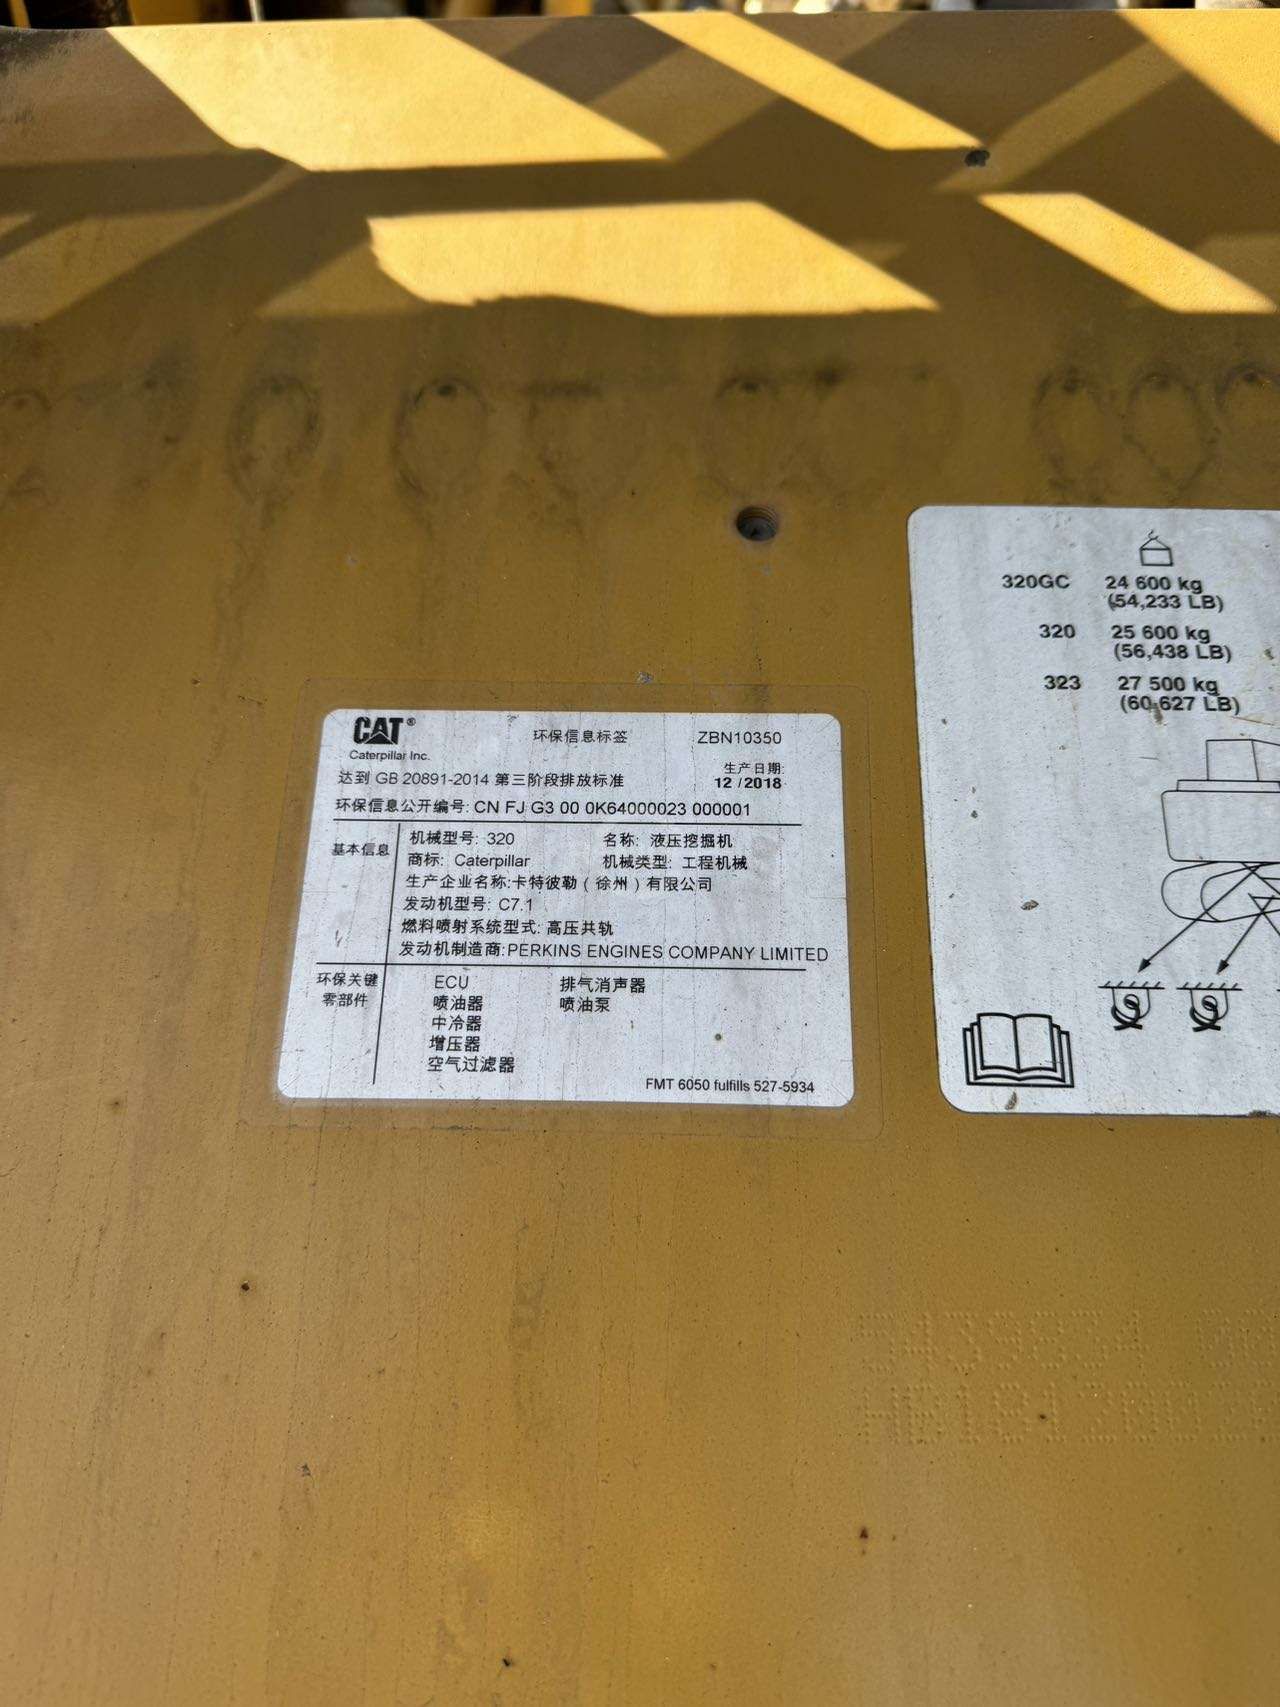 CAT®
Caterpillar Inc.
环保信息标签
ZBN10350
达到 GB 20891-2014 第三阶段排放标准
生产日期:
12 /2018
环保信息公开编号: CN FJ G3 00 0K64000023 000001
基本信息
机械型号: 320 名称: 液压挖掘机
商标: Caterpillar 机械类型: 工程机械
生产企业名称:卡特彼勒（徐州）有限公司
发动机型号: C7.1
燃料喷射系统型式: 高压共轨
发动机制造商:PERKINS ENGINES COMPANY LIMITED
环保关键
零部件
ECU 排气消声器
喷油器 喷油泵
中冷器
增压器
空气过滤器
FMT 6050 fulfills 527-5934
320GC 24 600 kg
(54,233 LB)
320 25 600 kg
(56,438 LB)
323 27 500 kg
(60,627 LB)